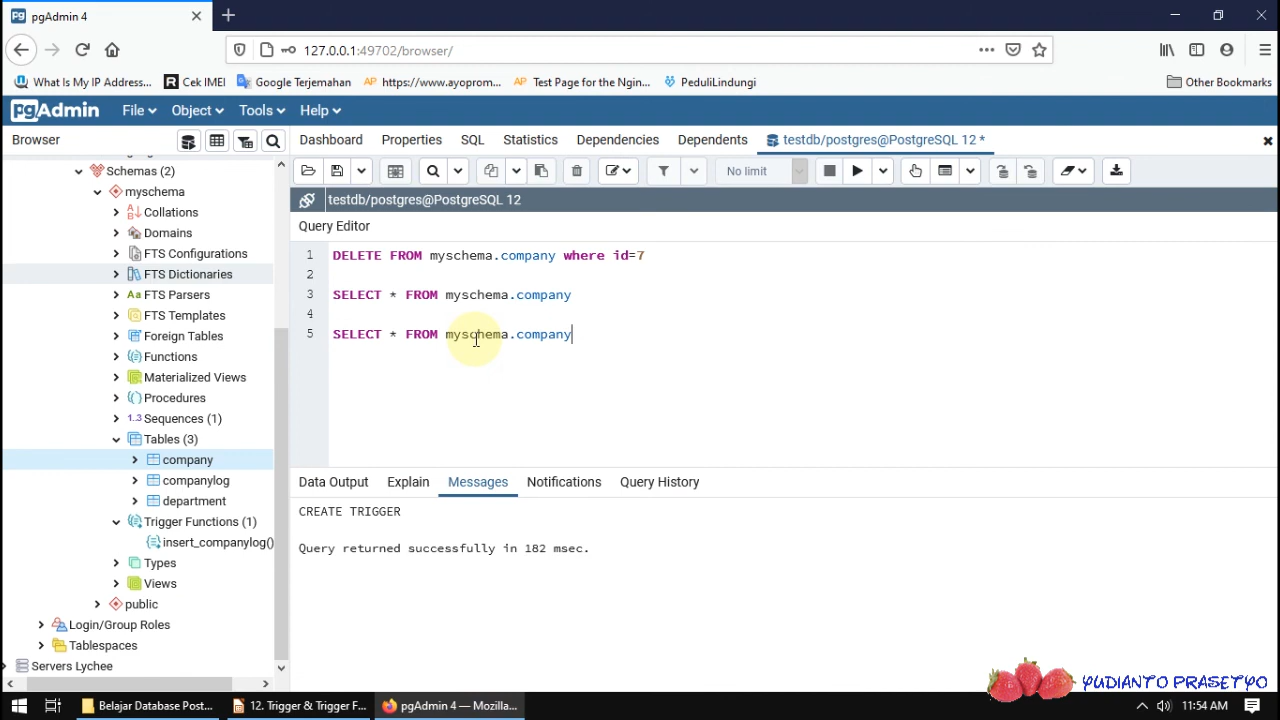 pgAdmin 4
127.0.0.1:49702/browser/
What Is My IP Address...
Cek IMEI
Google Terjemahan
https://www.ayoprom...
Test Page for the Ngin...
PeduliLindungi
Other Bookmarks
pgAdmin
File
Object
Tools
Help
Browser
Dashboard
Properties
SQL
Statistics
Dependencies
Dependents
testdb/postgres@PostgreSQL 12 *
No limit
testdb/postgres@PostgreSQL 12
Query Editor
1 DELETE FROM myschema.company where id=7
2
3 SELECT * FROM myschema.company
4
5 SELECT * FROM myschema.company
Schemas (2)
myschema
Collations
Domains
FTS Configurations
FTS Dictionaries
Aa FTS Parsers
FTS Templates
Foreign Tables
Functions
Materialized Views
Procedures
1..3 Sequences (1)
Tables (3)
company
companylog
department
Trigger Functions (1)
insert_companylog()
Types
Views
public
Login/Group Roles
Tablespaces
Servers Lychee
Data Output
Explain
Messages
Notifications
Query History
CREATE TRIGGER
Query returned successfully in 182 msec.
YUDIANTO PRASETYO
Belajar Database Post...
12. Trigger & Trigger F...
pgAdmin 4 — Mozilla...
11:54 AM